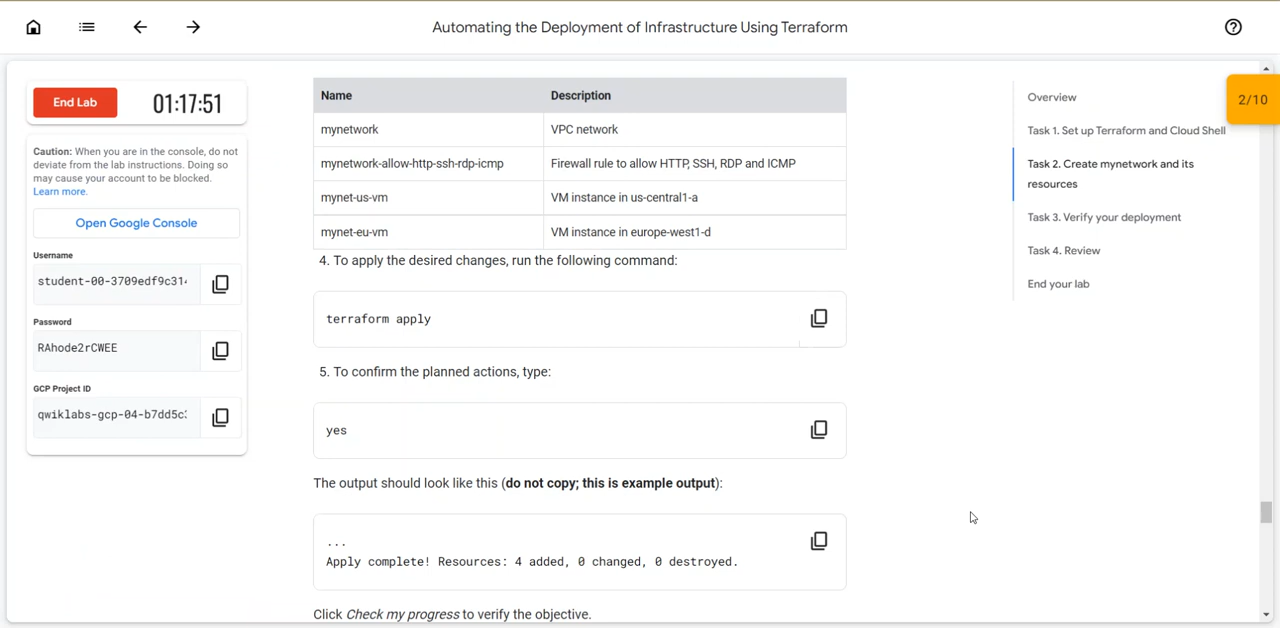 Automating the Deployment of Infrastructure Using Terraform
End Lab
01:17:51
Caution: When you are in the console, do not
deviate from the lab instructions. Doing so
may cause your account to be blocked.
Learn more.
Open Google Console
Username
student-00-3709edf9c314
Password
RAhode2rCWEE
GCP Project ID
qwiklabs-gcp-04-b7dd5c
Name Description
mynetwork VPC network
mynetwork-allow-http-ssh-rdp-icmp Firewall rule to allow HTTP, SSH, RDP and ICMP
mynet-us-vm VM instance in us-central1-a
mynet-eu-vm VM instance in europe-west1-d
4. To apply the desired changes, run the following command:
terraform apply
5. To confirm the planned actions, type:
yes
The output should look like this (do not copy; this is example output):
...
Apply complete! Resources: 4 added, 0 changed, 0 destroyed.
Click Check my progress to verify the objective.
Overview
Task 1. Set up Terraform and Cloud Shell
Task 2. Create mynetwork and its
resources
Task 3. Verify your deployment
Task 4. Review
End your lab
2/10